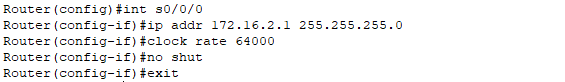 Router(config)#int s0/0/0
Router(config-if)#ip addr 172.16.2.1 255.255.255.0
Router(config-if)#clock rate 64000
Router(config-if)#no shut
Router(config-if)#exit